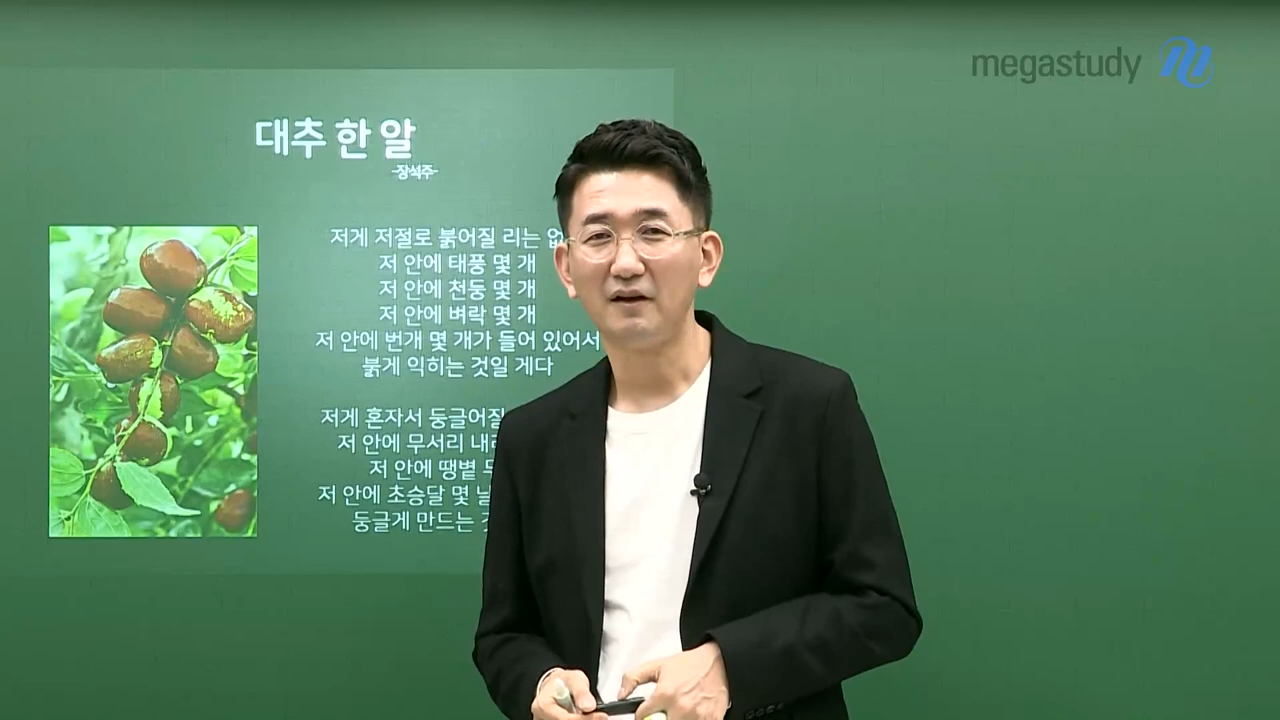 megastudy
대추 한 알
-장석주-
저게 저절로 붉어질 리는
저 안에 태풍 몇 개
저 안에 천둥 몇 개
저 안에 벼락 몇 개
저 안에 번개 몇 개가 들어 있어서
붉게 익히는 것일 게다
저게 혼자서 둥글어질
저 안에 무서리
저 안에 땡볕
저 안에 초승달 몇
둥글게 만드는